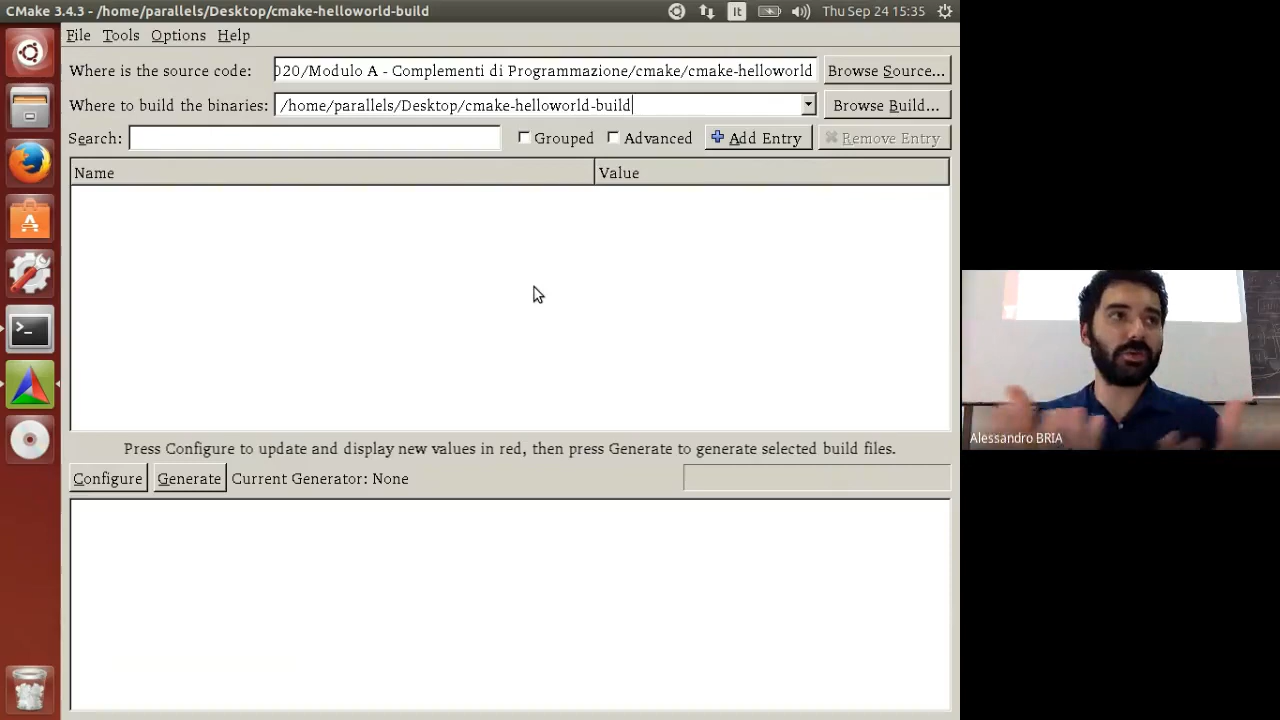 CMake 3.4.3 - /home/parallels/Desktop/cmake-helloworld-build
It
Thu Sep 24 15:35
File Tools Options Help
Where is the source code: 020/Modulo A - Complementi di Programmazione/cmake/cmake-helloworld Browse Source...
Where to build the binaries: /home/parallels/Desktop/cmake-helloworld-build Browse Build...
Search: Grouped Advanced Add Entry Remove Entry
Name Value
Press Configure to update and display new values in red, then press Generate to generate selected build files.
Configure Generate Current Generator: None
Alessandro BRIA